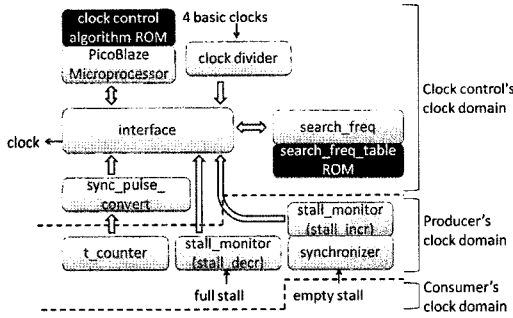 clock control
algorithm ROM
PicoBlaze
Microprocessor
4 basic clocks
clock divider
Clock control's
clock domain
interface
clock
search_freq
search_freq_table
ROM
sync_pulse_
convert
stall_monitor
(stall_incr)
synchronizer
Producer's
clock domain
t_counter
stall_monitor
(stall_decr)
full stall
empty stall
Consumer's
clock domain